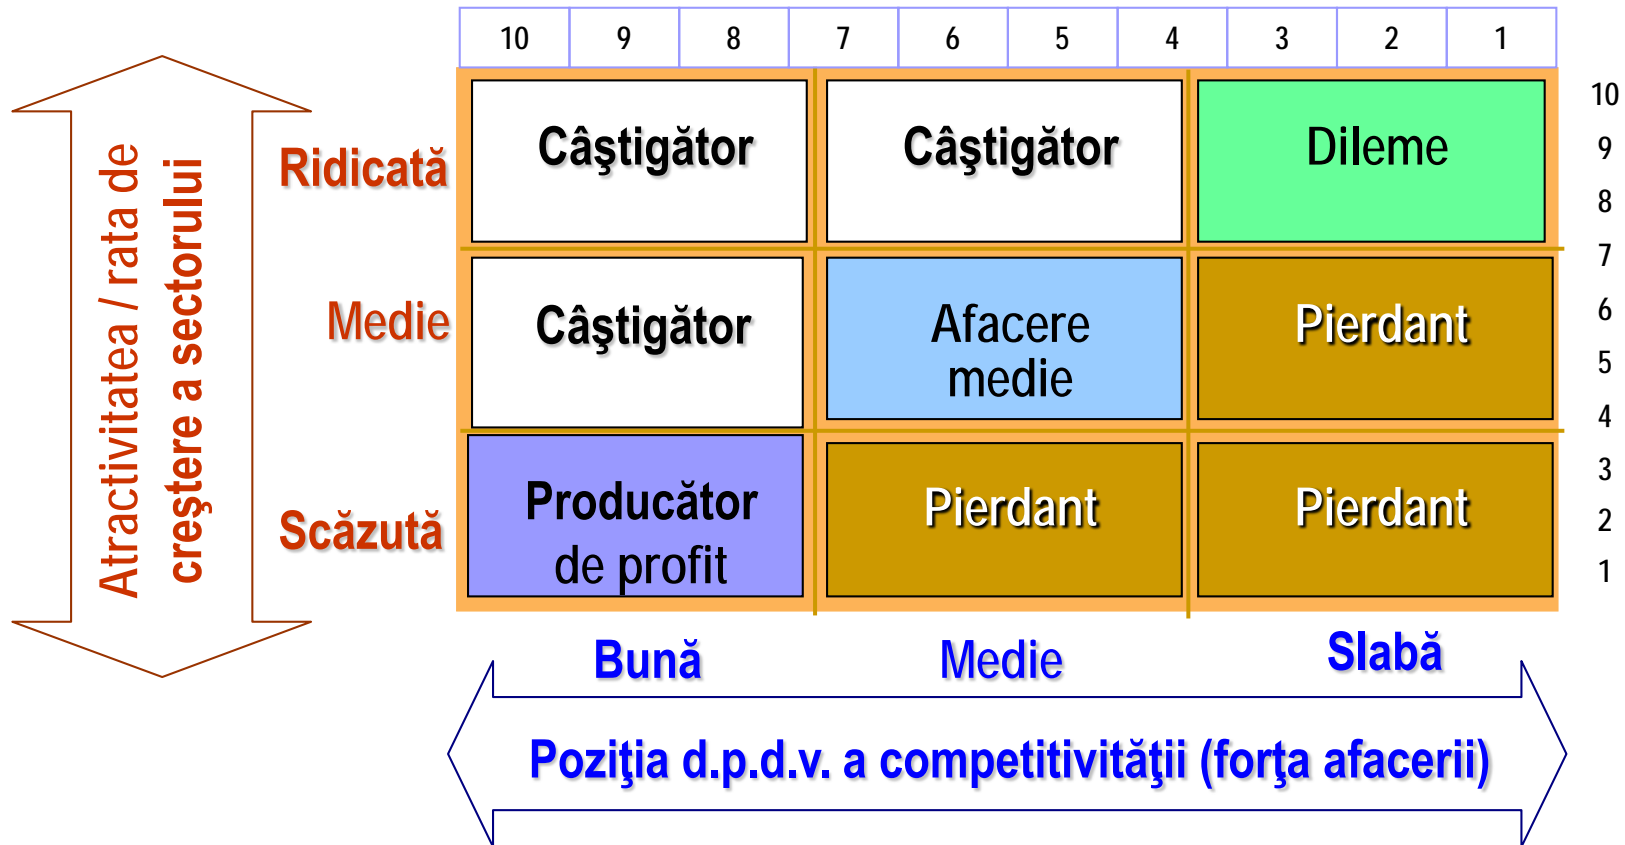 10 9 8 7 6 5 4 3 2 1
Atractivitatea / rata de
creştere a sectorului
Ridicată
Câştigător
Câştigător
Dileme
10
9
8
7
Medie
Câştigător
Afacere
medie
Pierdant
6
5
4
Scăzută
Producător
de profit
Pierdant
Pierdant
3
2
1
Bună
Medie
Slabă
Poziţia d.p.d.v. a competitivităţii (forţa afacerii)